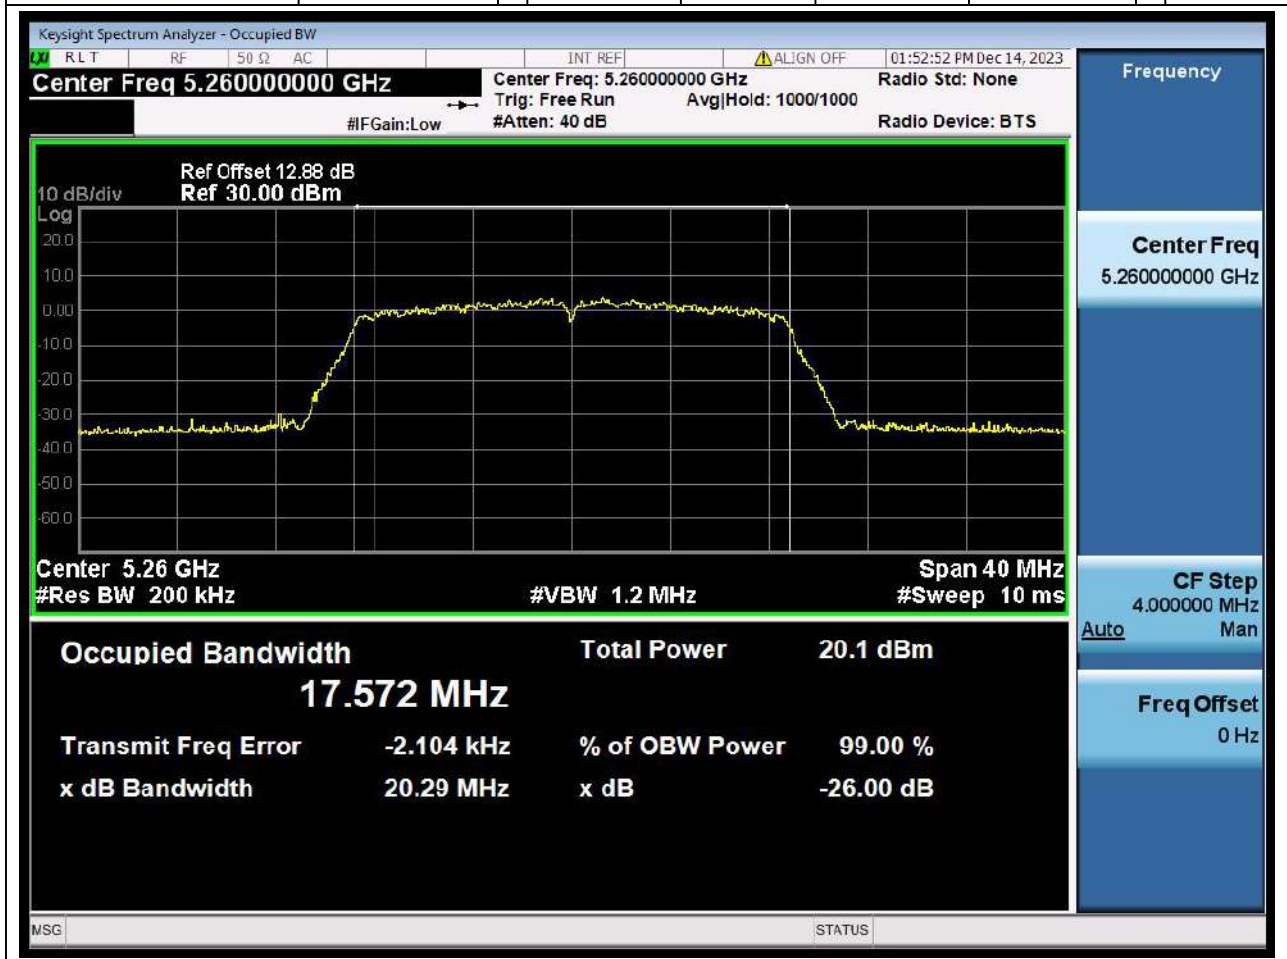 Keysight Spectrum Analyzer - Occupied BW
LXI RLT RF 50 Ω AC INT REF ALIGN OFF 01:52:52 PM Dec 14, 2023
Center Freq 5.260000000 GHz
Center Freq: 5.260000000 GHz Radio Std: None
Trig: Free Run Avg|Hold: 1000/1000
#IFGain:Low #Atten: 40 dB Radio Device: BTS
Frequency
Ref Offset 12.88 dB
10 dB/div Ref 30.00 dBm
Log
20.0
10.0
0.00
-10.0
-20.0
-30.0
-40.0
-50.0
-60.0
Center 5.26 GHz Span 40 MHz
#Res BW 200 kHz #VBW 1.2 MHz #Sweep 10 ms
Center Freq
5.260000000 GHz
CF Step
4.000000 MHz
Auto Man
Freq Offset
0 Hz
Occupied Bandwidth Total Power 20.1 dBm
17.572 MHz
Transmit Freq Error -2.104 kHz % of OBW Power 99.00 %
x dB Bandwidth 20.29 MHz x dB -26.00 dB
MSG STATUS